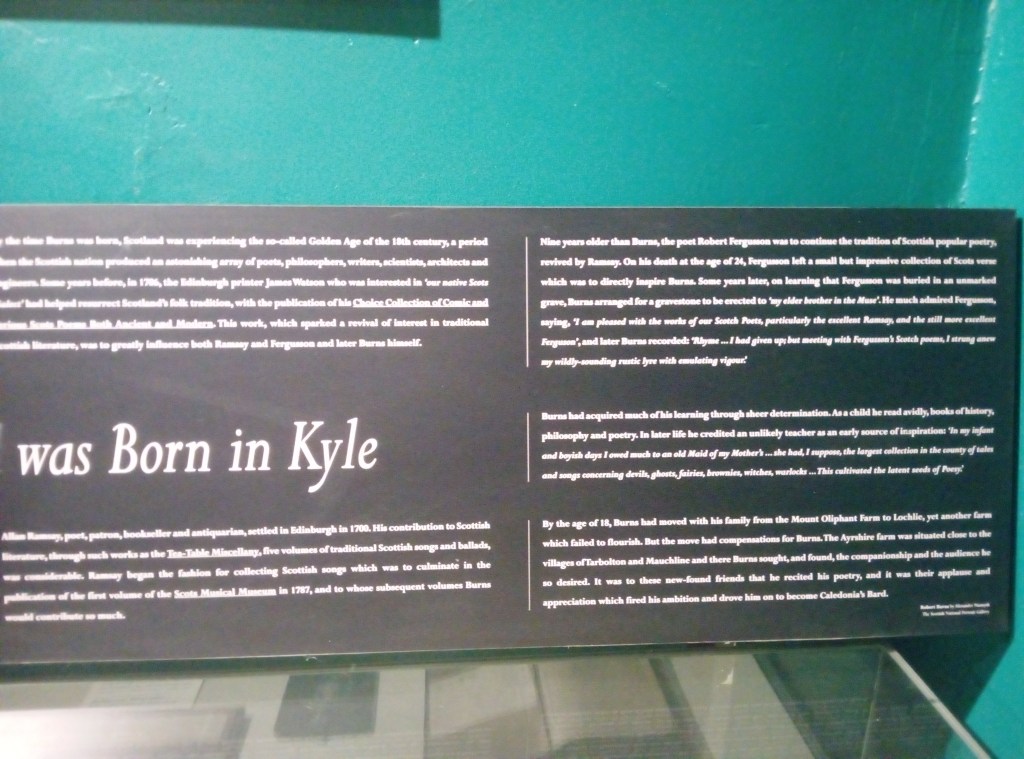 the time Burns was born, Scotland was experiencing the so-called Golden Age of the 18th century, a period
the Scottish nation produced an astonishing array of poets, philosophers, writers, scientists, architects and
Some years before, in 1706, the Edinburgh printer James Watson who was interested in 'our native Scots
had helped resurrect Scotland's folk tradition, with the publication of his Choice Collection of Comic and
Scots Poems Both Ancient and Modern. This work, which sparked a revival of interest in traditional
literature, was to greatly influence both Ramsay and Fergusson and later Burns himself.
was Born in Kyle
Allan Ramsay, poet, patron, bookseller and antiquarian, settled in Edinburgh in 1700. His contribution to Scottish
literature, through such works as the Tea-Table Miscellany, five volumes of traditional Scottish songs and ballads,
was considerable. Ramsay began the fashion for collecting Scottish songs which was to culminate in the
publication of the first volume of the Scots Musical Museum in 1787, and to whose subsequent volumes Burns
would contribute so much.
Nine years older than Burns, the poet Robert Fergusson was to continue the tradition of Scottish popular poetry,
revived by Ramsay. On his death at the age of 24, Fergusson left a small but impressive collection of Scots verse
which was to directly inspire Burns. Some years later, on learning that Fergusson was buried in an unmarked
grave, Burns arranged for a gravestone to be erected to 'my elder brother in the Muse'. He much admired Fergusson,
saying, 'I am pleased with the works of our Scotch Poets, particularly the excellent Ramsay, and the still more excellent
Ferguson', and later Burns recorded: 'Rhyme ... I had given up; but meeting with Ferguson's Scotch poems, I strung anew
my wildly-sounding rustic lyre with emulating vigour.'
Burns had acquired much of his learning through sheer determination. As a child he read avidly, books of history,
philosophy and poetry. In later life he credited an unlikely teacher as an early source of inspiration: 'In my infant
and boyish days I owed much to an old Maid of my Mother's ... she had, I suppose, the largest collection in the county of tales
and songs concerning devils, ghosts, fairies, brownies, witches, warlocks ... This cultivated the latent seeds of Poesy.'
By the age of 18, Burns had moved with his family from the Mount Oliphant Farm to Lochlie, yet another farm
which failed to flourish. But the move had compensations for Burns. The Ayrshire farm was situated close to the
villages of Tarbolton and Mauchline and there Burns sought, and found, the companionship and the audience he
so desired. It was to these new-found friends that he recited his poetry, and it was their applause and
appreciation which fired his ambition and drove him on to become Caledonia's Bard.
Robert Burns by Alexander Nasmyth
The Scottish National Portrait Gallery